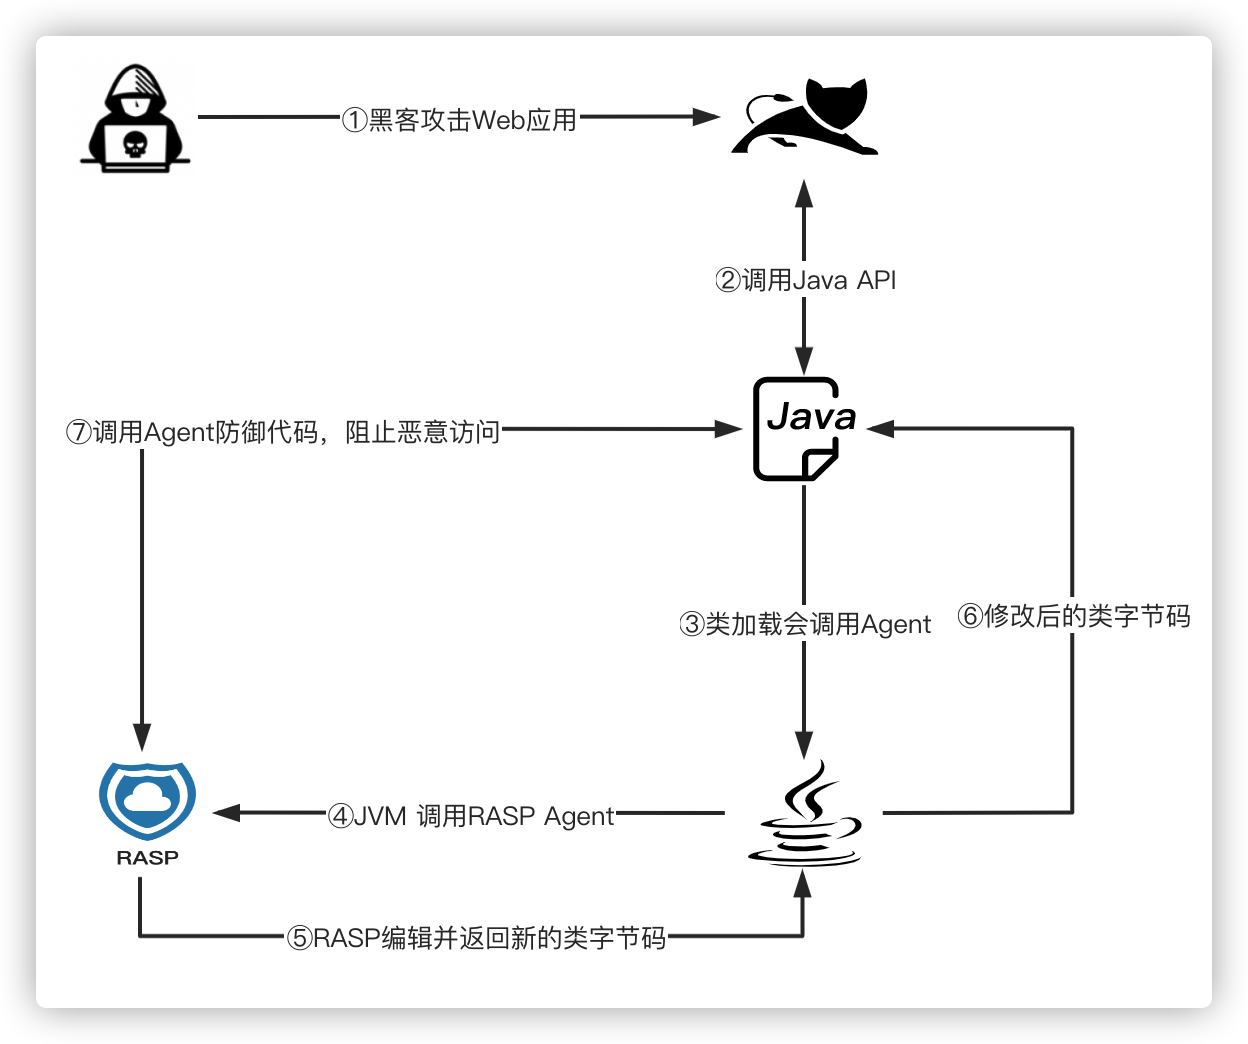 ①黑客攻击Web应用
②调用Java API
Java
⑦调用Agent防御代码，阻止恶意访问
③类加载会调用Agent
⑥修改后的类字节码
④JVM 调用RASP Agent
RASP
⑤RASP编辑并返回新的类字节码